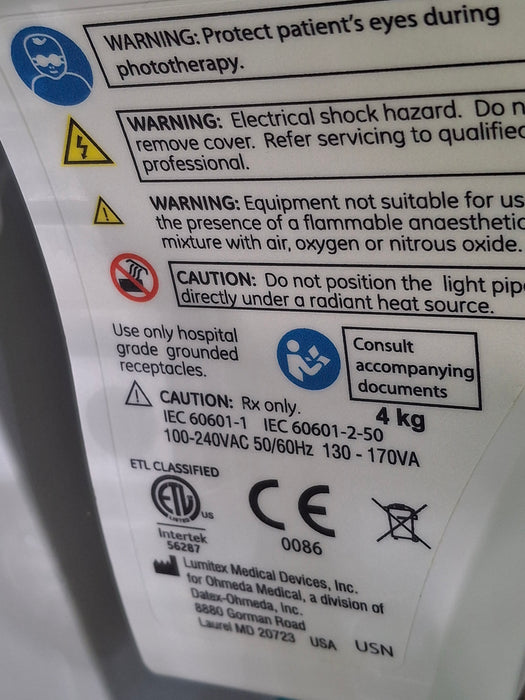 WARNING: Protect patient's eyes during
phototherapy.
WARNING: Electrical shock hazard. Do n
remove cover. Refer servicing to qualified
professional.
WARNING: Equipment not suitable for us
the presence of a flammable anaesthetic
mixture with air, oxygen or nitrous oxide.
CAUTION: Do not position the light pip
directly under a radiant heat source.
Use only hospital
grade grounded
receptacles.
Consult
accompanying
documents
CAUTION: Rx only.
4 kg
IEC 60601-1 IEC 60601-2-50
100-240VAC 50/60Hz 130 - 170VA
ETL CLASSIFIED
ETL
LISTED
US
Intertek
56287
CE
0086
Lumitex Medical Devices, Inc.
for Ohmeda Medical, a division of
Datex-Ohmeda, Inc.
8880 Gorman Road
Laurel MD 20723 USA USN